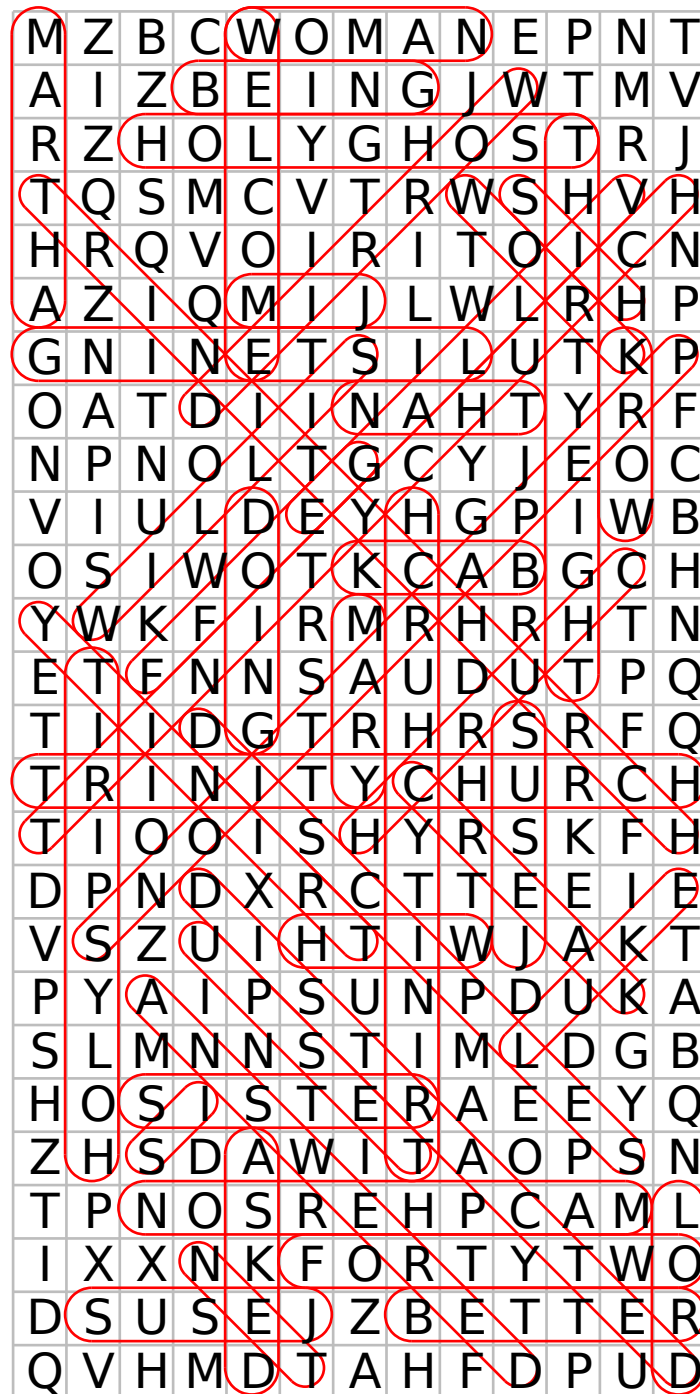 M Z B C W O M A N E P N T
A I Z B E I N G J W T M V
R Z H O L Y G H O S T R J
T Q S M C V T R W S H V H
H R Q V O I R I T O I C N
A Z I Q M I J L W L R H P
G N I N E T S I L U T K P
O A T D I I N A H T Y R F
N P N O L T G C Y J E O C
V I U L D E Y H G P I W B
O S I W O T K C A B G C H
Y W K F I R M R H R H T N
E T F N N S A U D U T P Q
T I I D G T R H R S R F Q
T R I N I T Y C H U R C H
T I O O I S H Y R S K F H
D P N D X R C T T E E I E
V S Z U I H T I W J A K T
P Y A I P S U N P D U K A
S L M N N S T I M L D G B
H O S I S T E R A E E Y Q
Z H S D A W I T A O P S N
T P N O S R E H P C A M L
I X X N K F O R T Y T W O
D S U S E J Z B E T T E R
Q V H M D T A H F D P U D